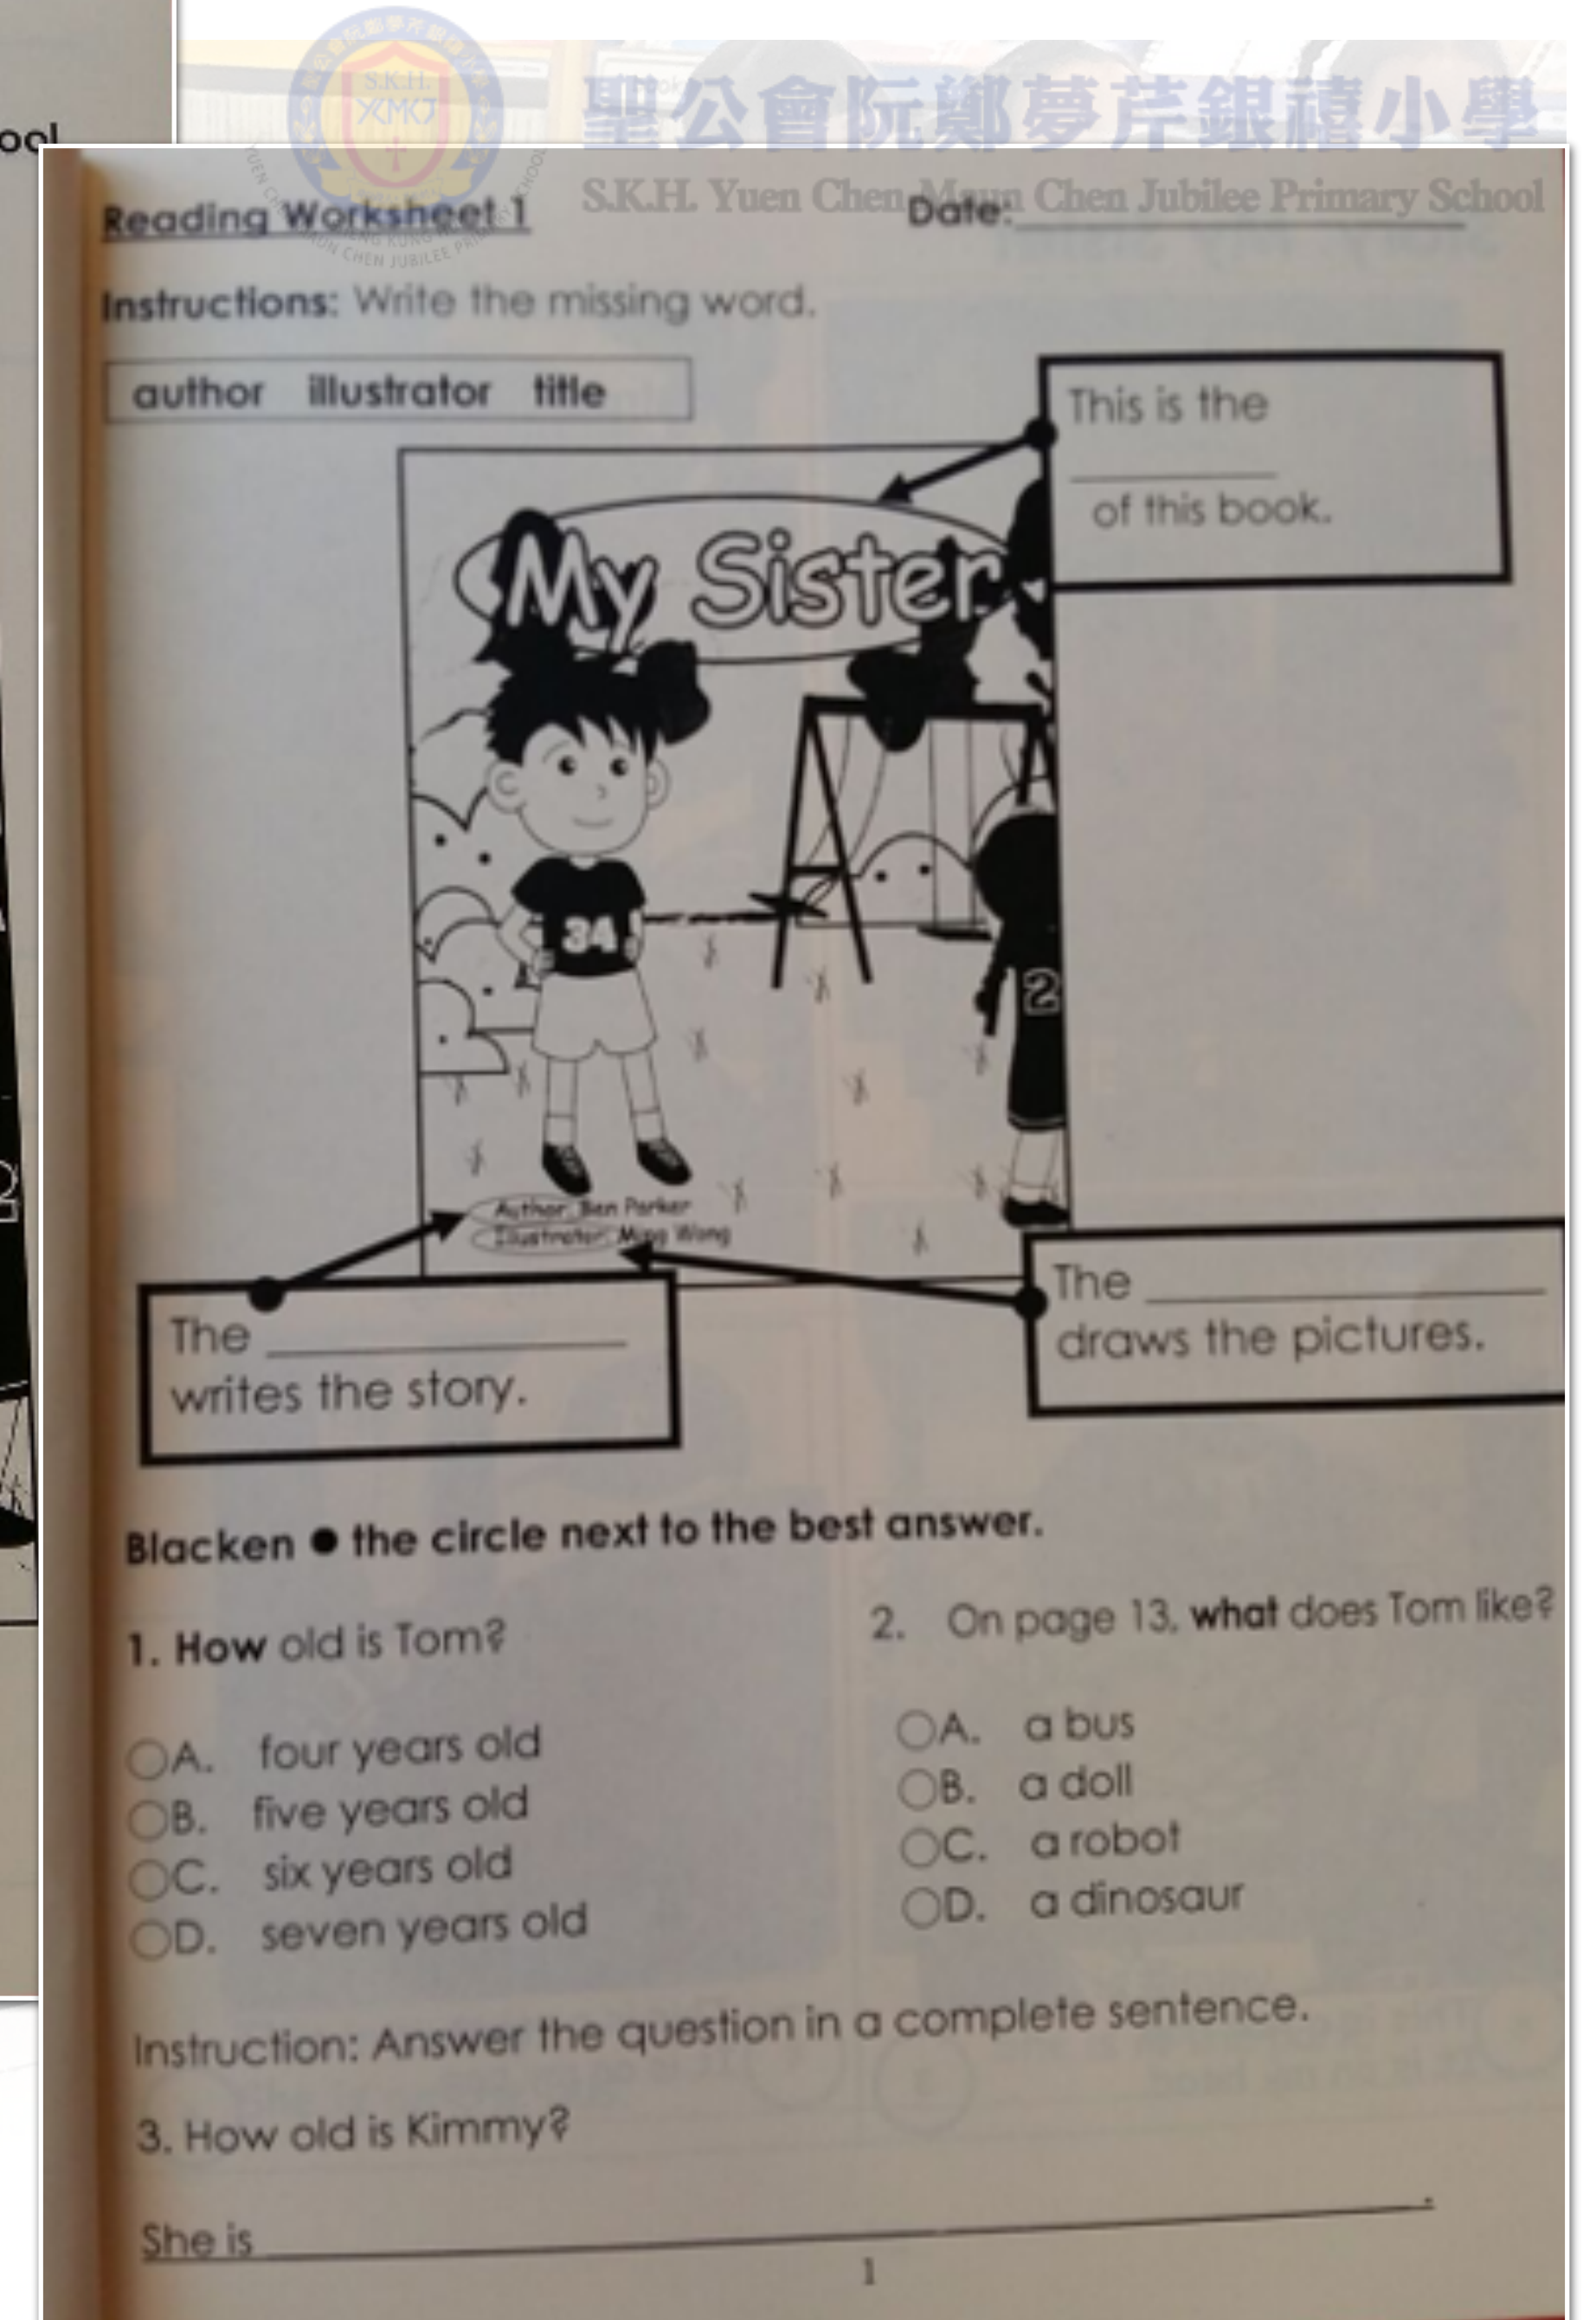 ool
聖公會阮鄭夢芹銀禧小學
S.K.H. Yuen Chen Maun Chen Jubilee Primary School
S.K.H.
Reading Worksheet 1
Date:
Instructions: Write the missing word.
author illustrator title
This is the
of this book.
My Sister
34
2
Author: Ben Parker
Illustrator: Ming Wong
The
writes the story.
The
draws the pictures.
Blacken ● the circle next to the best answer.
1. How old is Tom?
A. four years old
B. five years old
C. six years old
D. seven years old
2. On page 13, what does Tom like?
A. a bus
B. a doll
C. a robot
D. a dinosaur
Instruction: Answer the question in a complete sentence.
3. How old is Kimmy?
She is .
1